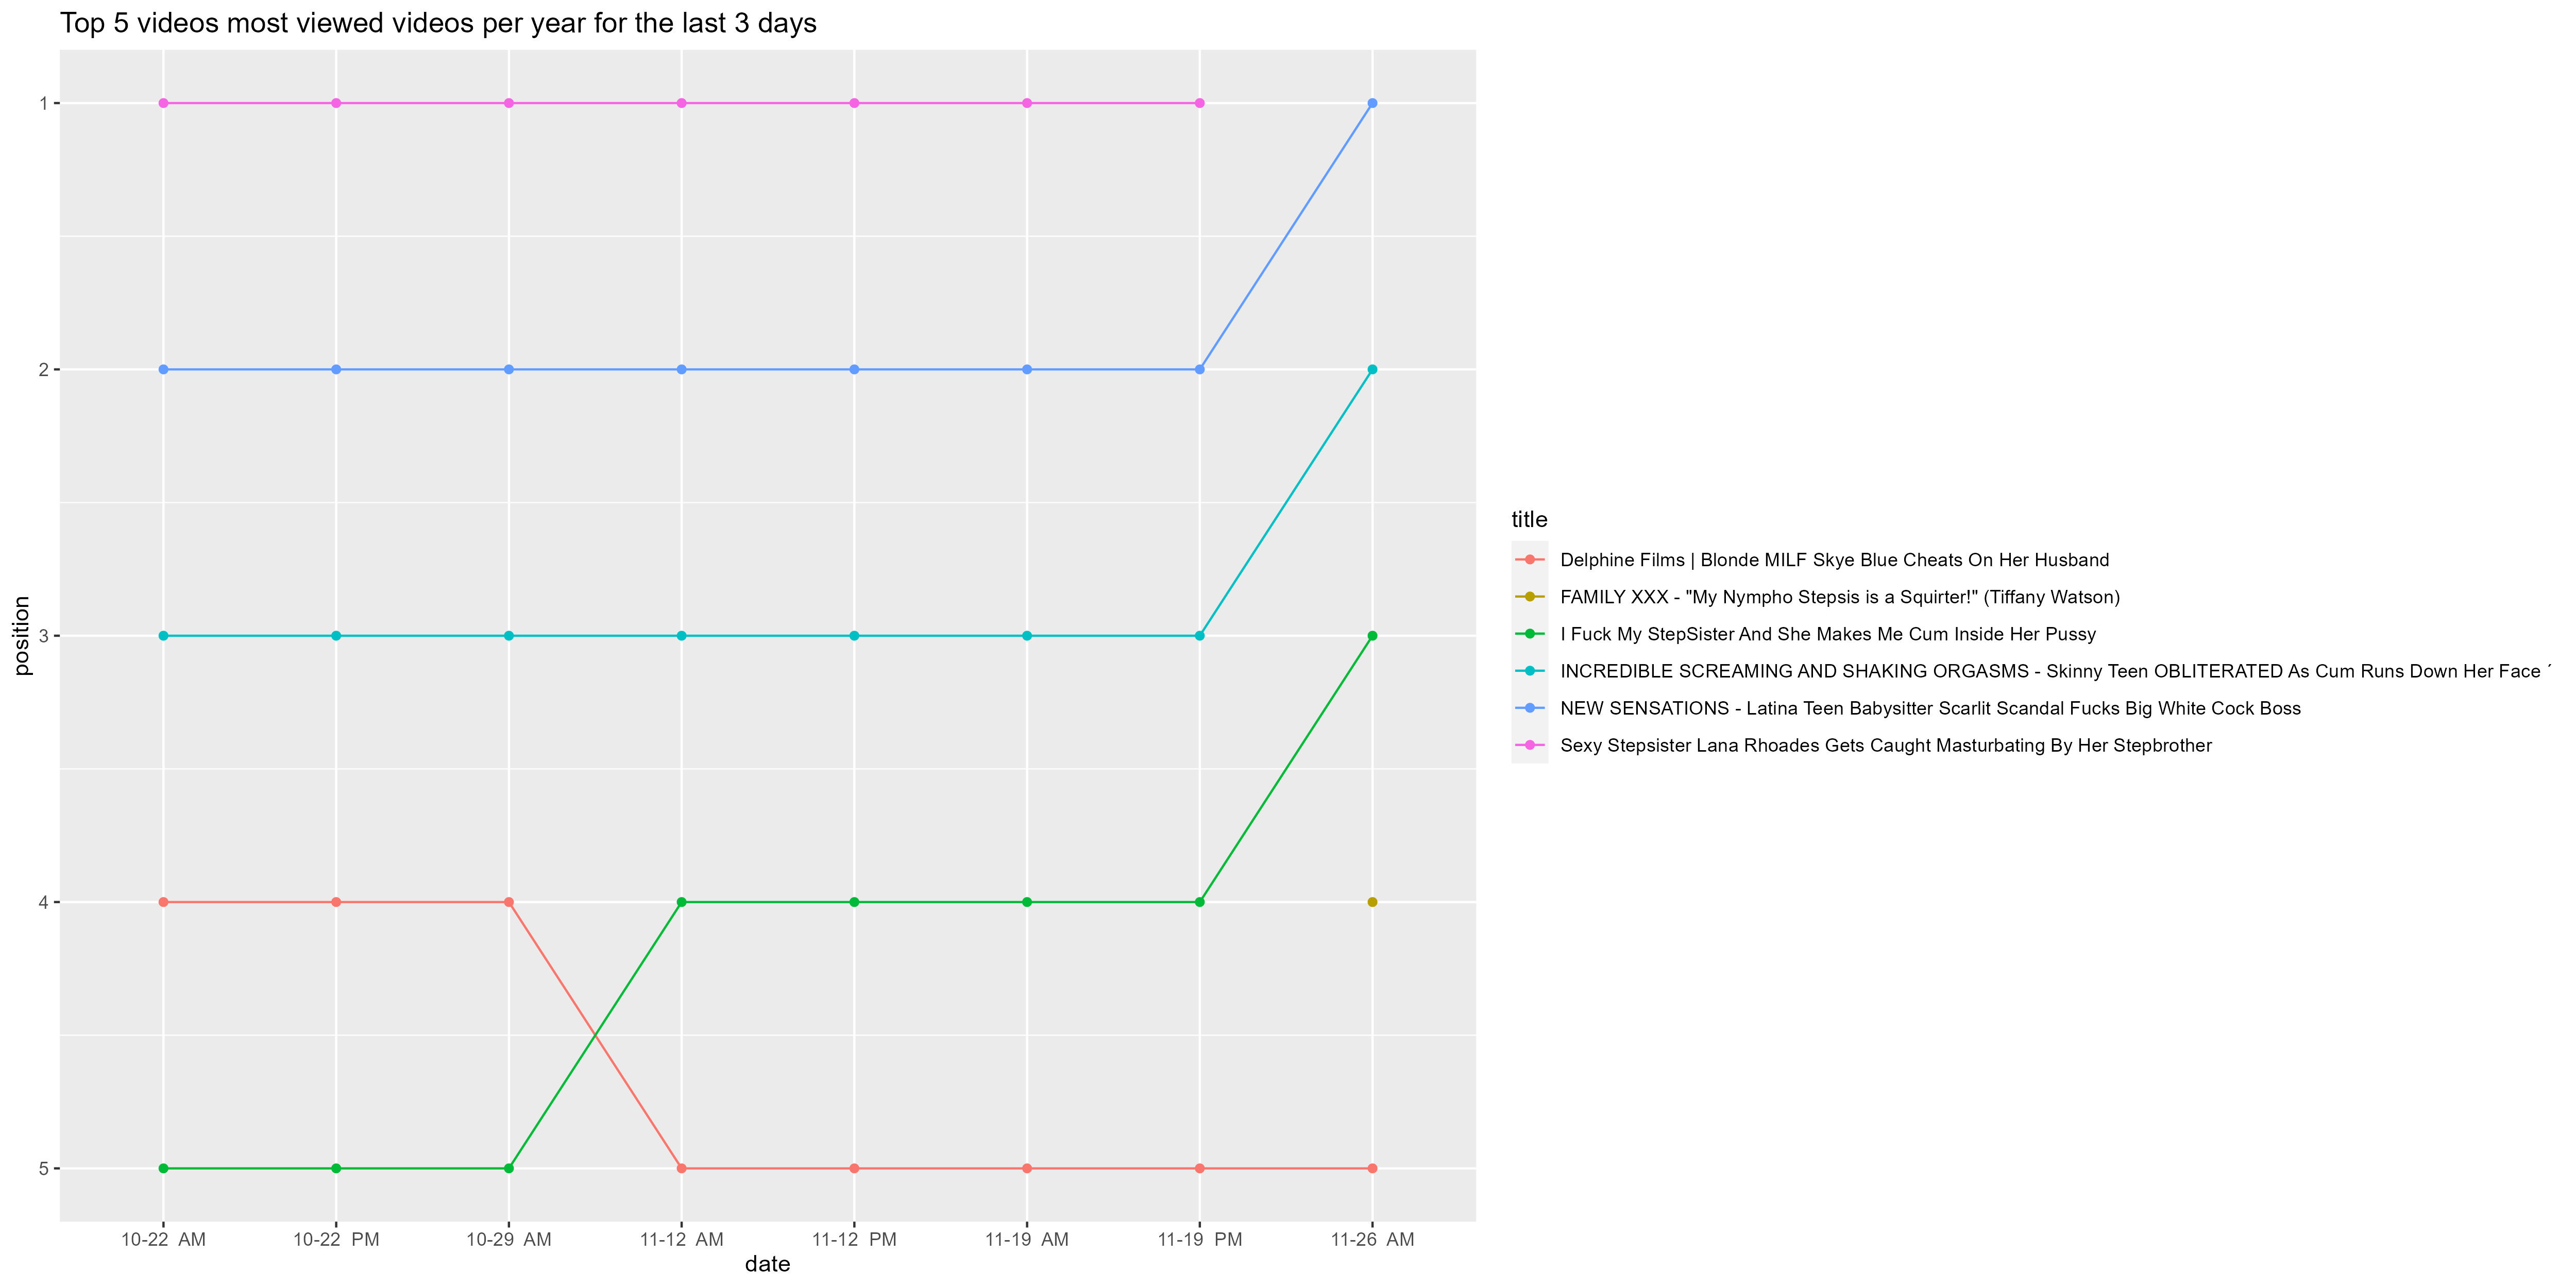 Top 5 videos most viewed videos per year for the last 3 days
1
2
3
4
5
position
10-22 AM
10-22 PM
10-29 AM
11-12 AM
11-12 PM
11-19 AM
11-19 PM
11-26 AM
date
title
Delphine Films | Blonde MILF Skye Blue Cheats On Her Husband
FAMILY XXX - "My Nympho Stepsis is a Squirter!" (Tiffany Watson)
I Fuck My StepSister And She Makes Me Cum Inside Her Pussy
INCREDIBLE SCREAMING AND SHAKING ORGASMS - Skinny Teen OBLITERATED As Cum Runs Down Her Face
NEW SENSATIONS - Latina Teen Babysitter Scarlit Scandal Fucks Big White Cock Boss
Sexy Stepsister Lana Rhoades Gets Caught Masturbating By Her Stepbrother